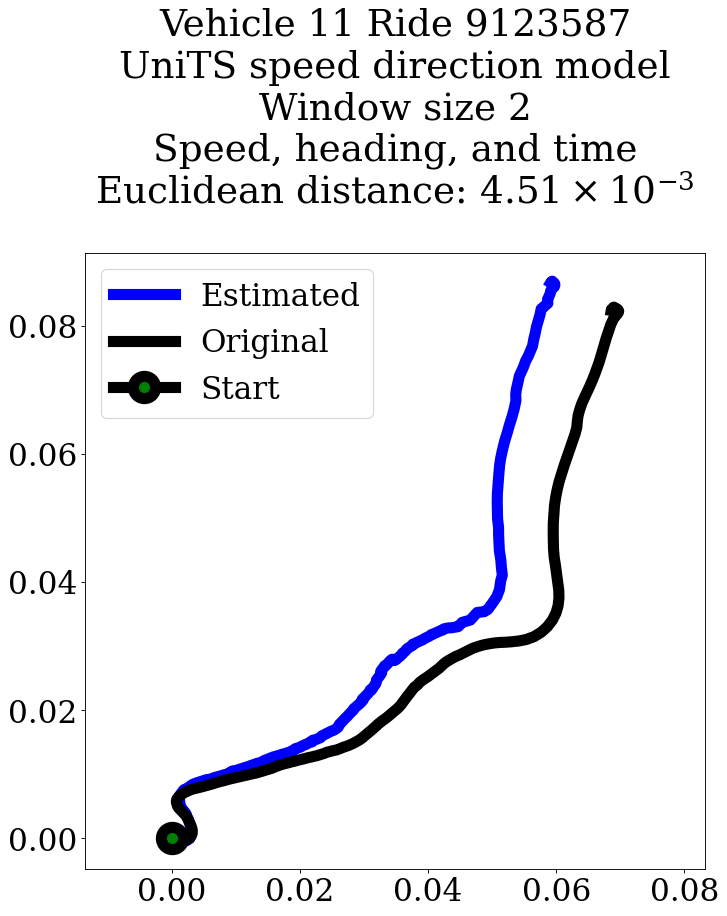 Vehicle 11 Ride 9123587
UniTS speed direction model
Window size 2
Speed, heading, and time
Euclidean distance: 4.51 × 10⁻³
Estimated
Original
Start
0.08
0.06
0.04
0.02
0.00
0.00 0.02 0.04 0.06 0.08